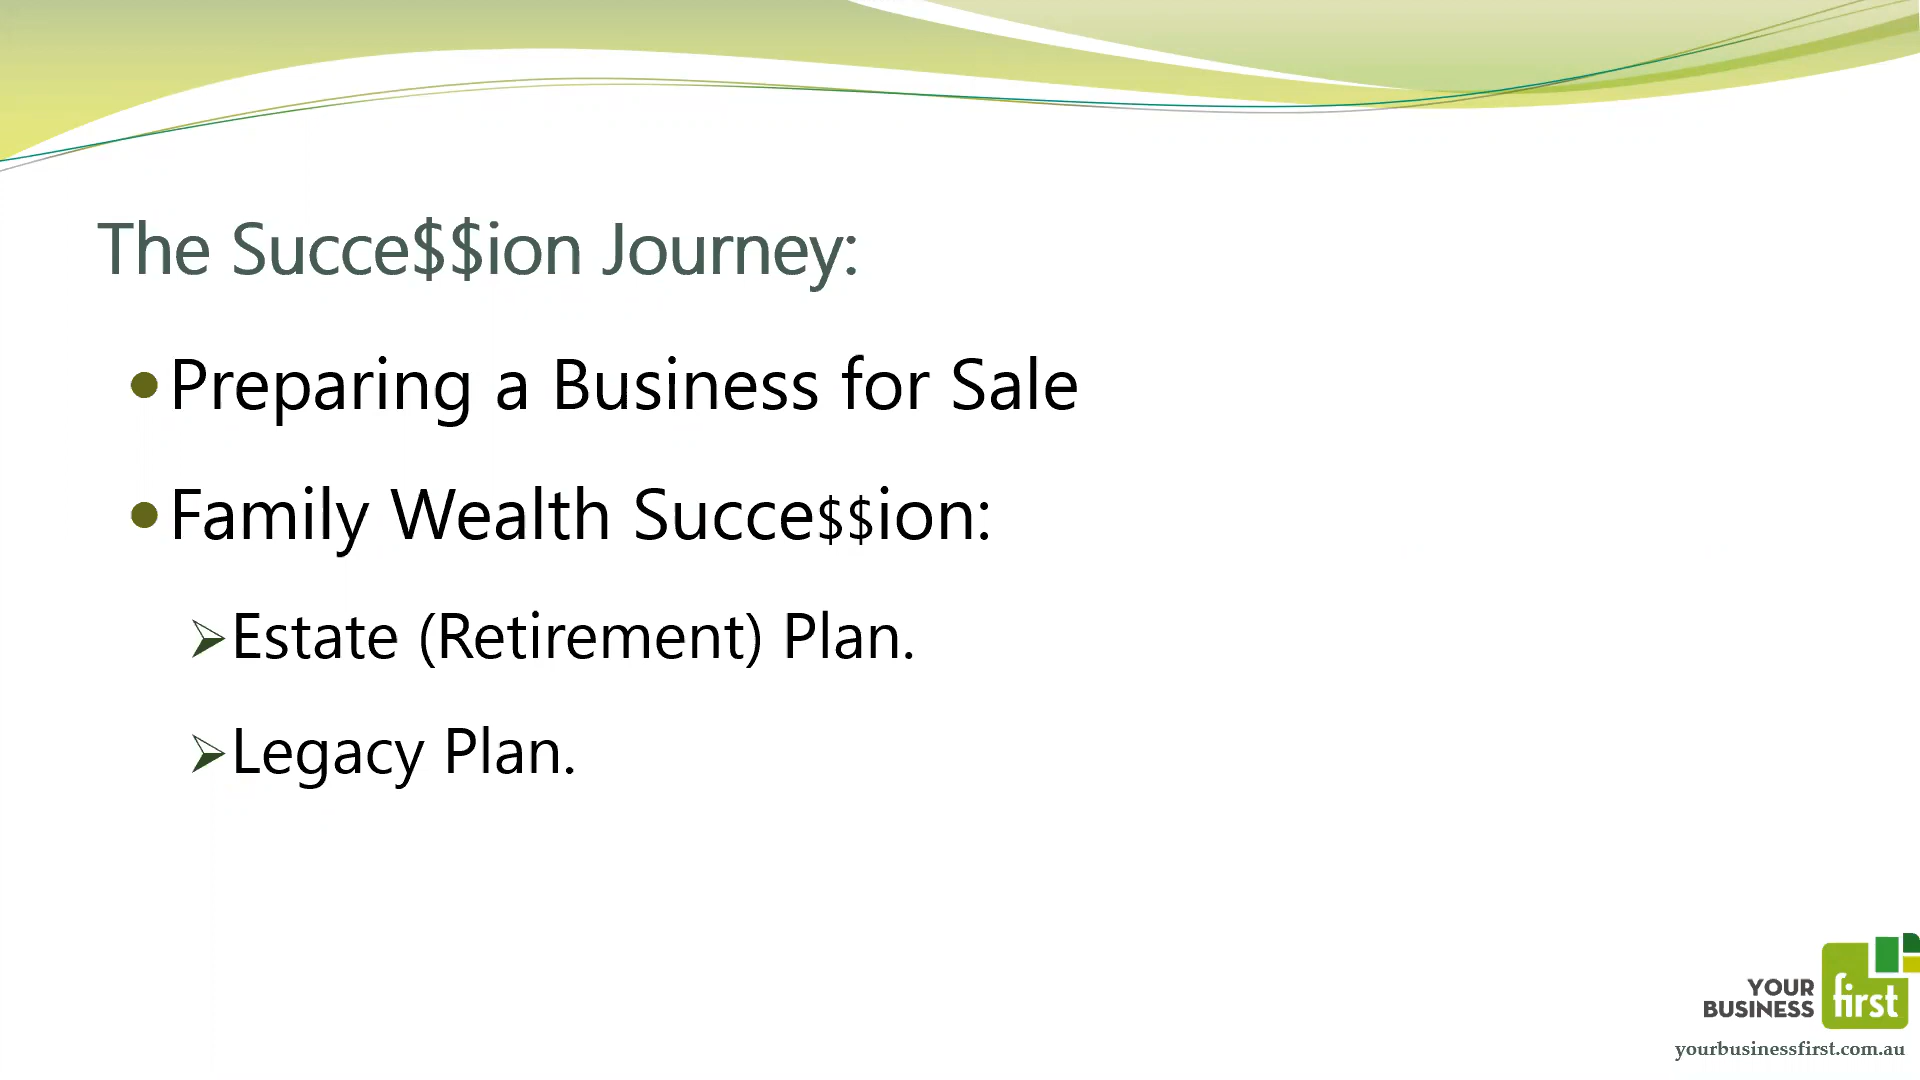 The Succe$$ion Journey:
Preparing a Business for Sale
Family Wealth Succe$$ion:
Estate (Retirement) Plan.
Legacy Plan.
YOUR
BUSINESS
first
yourbusinessfirst.com.au